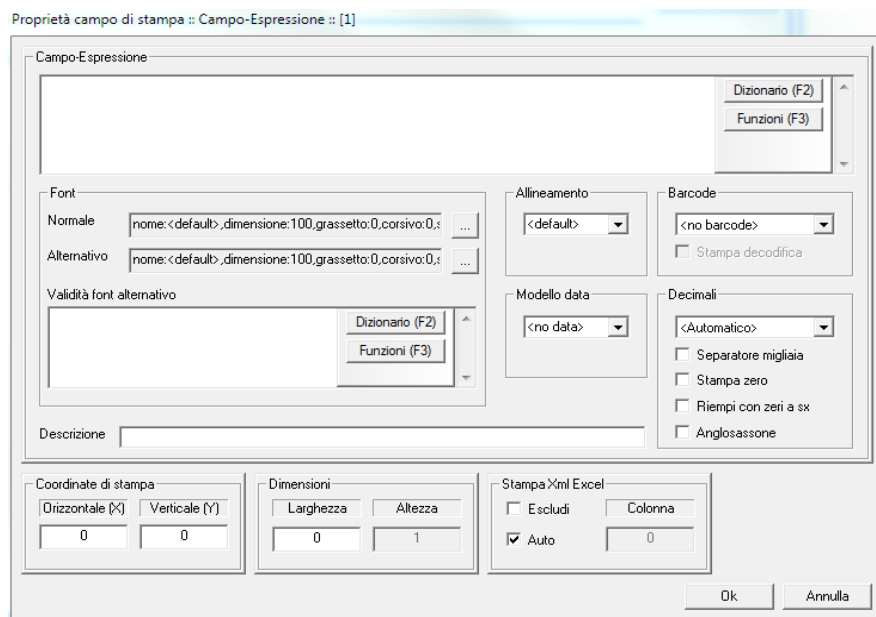 Proprietà campo di stampa :: Campo-Espressione :: [1]
Campo-Espressione
Dizionario (F2)
Funzioni (F3)
Font
Normale
nome:<default>,dimensione:100,grassetto:0,corsivo:0,s
...
Alternativo
nome:<default>,dimensione:100,grassetto:0,corsivo:0,s
...
Validità font alternativo
Dizionario (F2)
Funzioni (F3)
Allineamento
<default>
Barcode
<no barcode>
Stampa decodifica
Modello data
<no data>
Decimali
<Automatico>
Separatore migliaia
Stampa zero
Riempi con zeri a sx
Anglosassone
Descrizione
Coordinate di stampa
Orizzontale (X) Verticale (Y)
0 0
Dimensioni
Larghezza Altezza
0 1
Stampa Xml Excel
Escludi Colonna
Auto 0
Ok Annulla